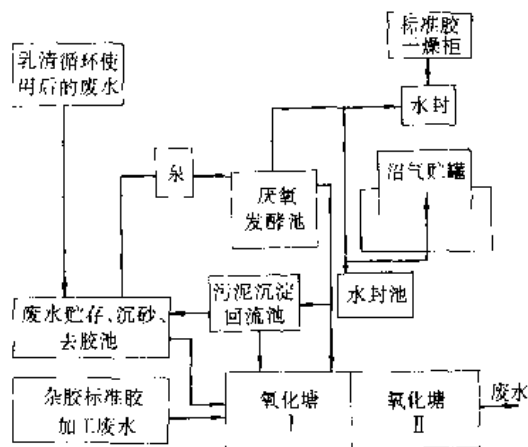 标准胶
干燥柜
乳清循环使
用后的废水
水封
泵
沼气贮罐
厌氧
发酵池
污泥沉淀
回流池
水封池
废水贮存、沉砂、
去胶池
杂胶标准胶
加工废水
氧化塘
I
氧化塘
II
废水